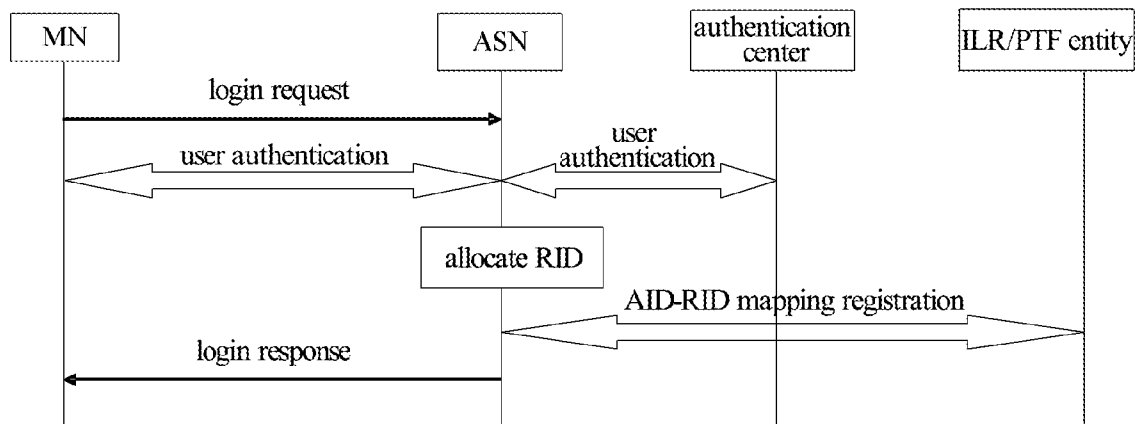 MN
ASN
authentication
center
ILR/PTF entity
login request
user authentication
user
authentication
allocate RID
AID-RID mapping registration
login response